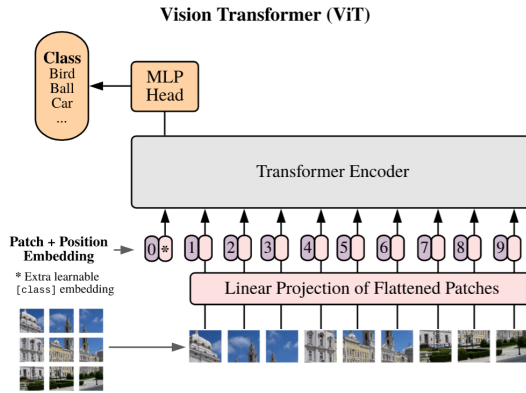 Vision Transformer (ViT)
Class
Bird
Ball
Car
...
MLP
Head
Transformer Encoder
Patch + Position
Embedding
0 * 1 2 3 4 5 6 7 8 9
* Extra learnable
[class] embedding
Linear Projection of Flattened Patches